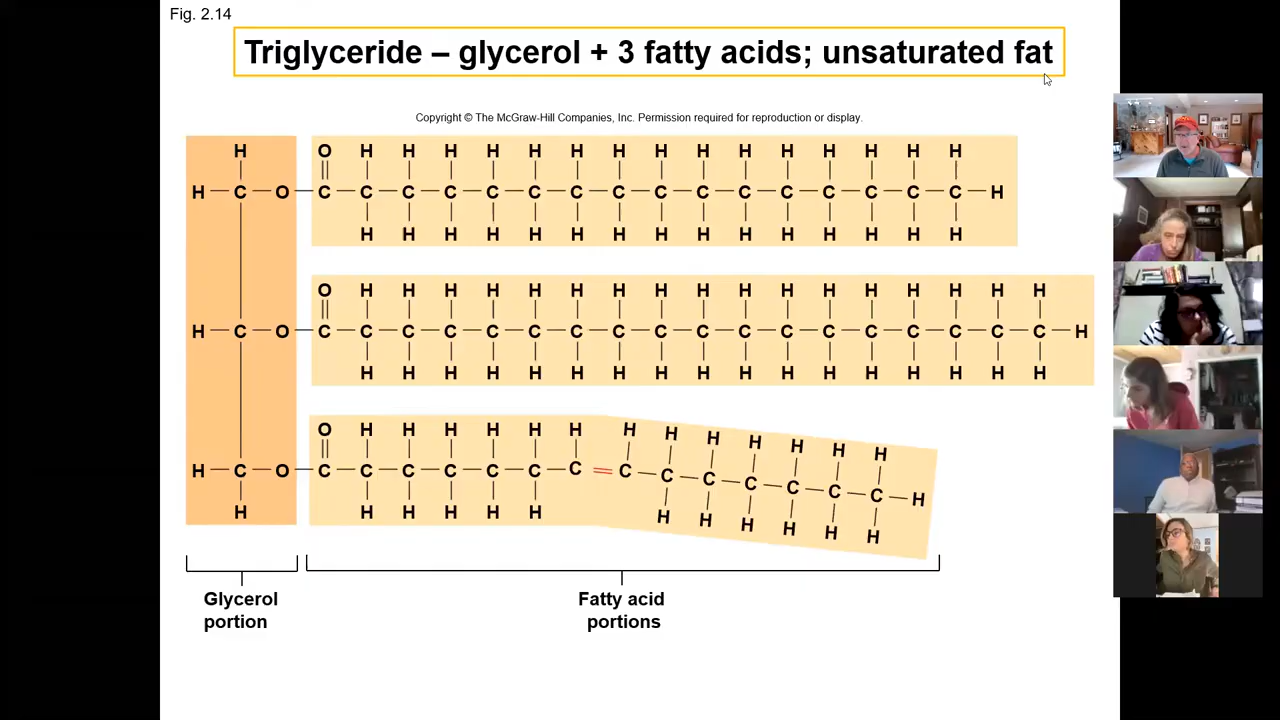 Fig. 2.14
Triglyceride – glycerol + 3 fatty acids; unsaturated fat
Copyright © The McGraw-Hill Companies, Inc. Permission required for reproduction or display.
H O H H H H H H H H H H H H H H H
H C O C C C C C C C C C C C C C C C C H
H H H H H H H H H H H H H H H
O H H H H H H H H H H H H H H H H H
H C O C C C C C C C C C C C C C C C C C C H
H H H H H H H H H H H H H H H H H
O H H H H H H H H H H H H H
H C O C C C C C C C = C C C C C C C H
H H H H H H H H H H H H
Glycerol
portion
Fatty acid
portions